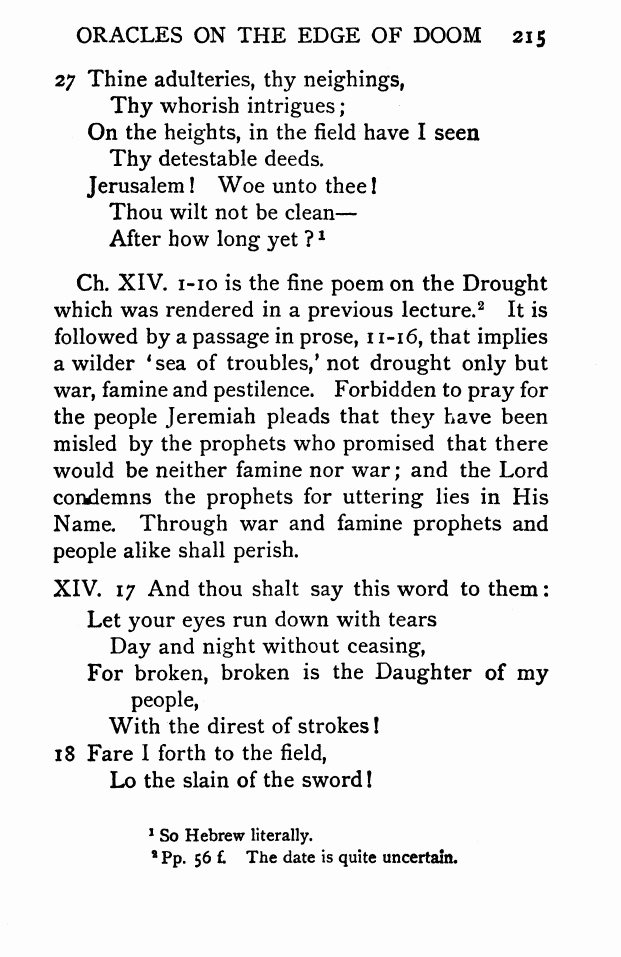 ORACLES ON THE EDGE OF DOOM 215
27 Thine adulteries, thy neighings,
Thy whorish intrigues;
On the heights, in the field have I seen
Thy detestable deeds.
Jerusalem! Woe unto thee!
Thou wilt not be clean—
After how long yet?¹
Ch. XIV. 1-10 is the fine poem on the Drought
which was rendered in a previous lecture.² It is
followed by a passage in prose, 11-16, that implies
a wilder ‘sea of troubles,’ not drought only but
war, famine and pestilence. Forbidden to pray for
the people Jeremiah pleads that they have been
misled by the prophets who promised that there
would be neither famine nor war; and the Lord
condemns the prophets for uttering lies in His
Name. Through war and famine prophets and
people alike shall perish.
XIV. 17 And thou shalt say this word to them:
Let your eyes run down with tears
Day and night without ceasing,
For broken, broken is the Daughter of my
people,
With the direst of strokes!
18 Fare I forth to the field,
Lo the slain of the sword!
¹ So Hebrew literally.
² Pp. 56 f. The date is quite uncertain.